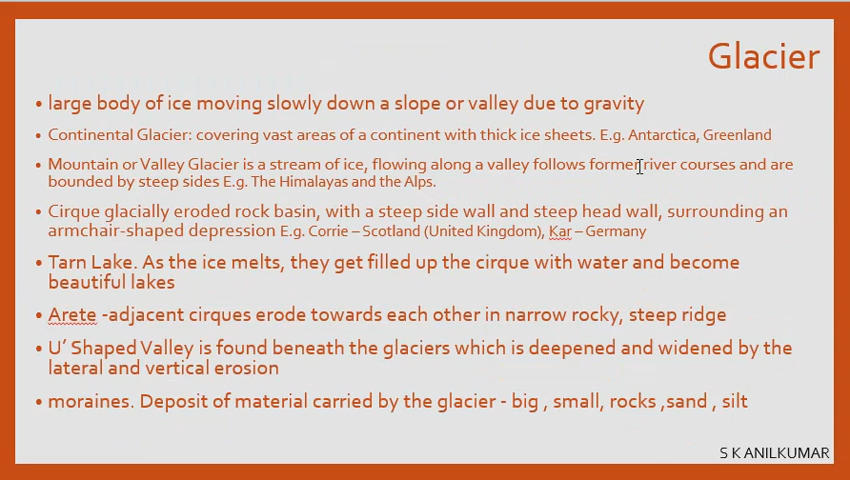 Glacier
• large body of ice moving slowly down a slope or valley due to gravity
• Continental Glacier: covering vast areas of a continent with thick ice sheets. E.g. Antarctica, Greenland
• Mountain or Valley Glacier is a stream of ice, flowing along a valley follows former river courses and are
bounded by steep sides E.g. The Himalayas and the Alps.
• Cirque glacially eroded rock basin, with a steep side wall and steep head wall, surrounding an
armchair-shaped depression E.g. Corrie – Scotland (United Kingdom), Kar – Germany
• Tarn Lake. As the ice melts, they get filled up the cirque with water and become
beautiful lakes
• Arete -adjacent cirques erode towards each other in narrow rocky, steep ridge
• U’ Shaped Valley is found beneath the glaciers which is deepened and widened by the
lateral and vertical erosion
• moraines. Deposit of material carried by the glacier - big , small, rocks ,sand , silt
S K ANILKUMAR